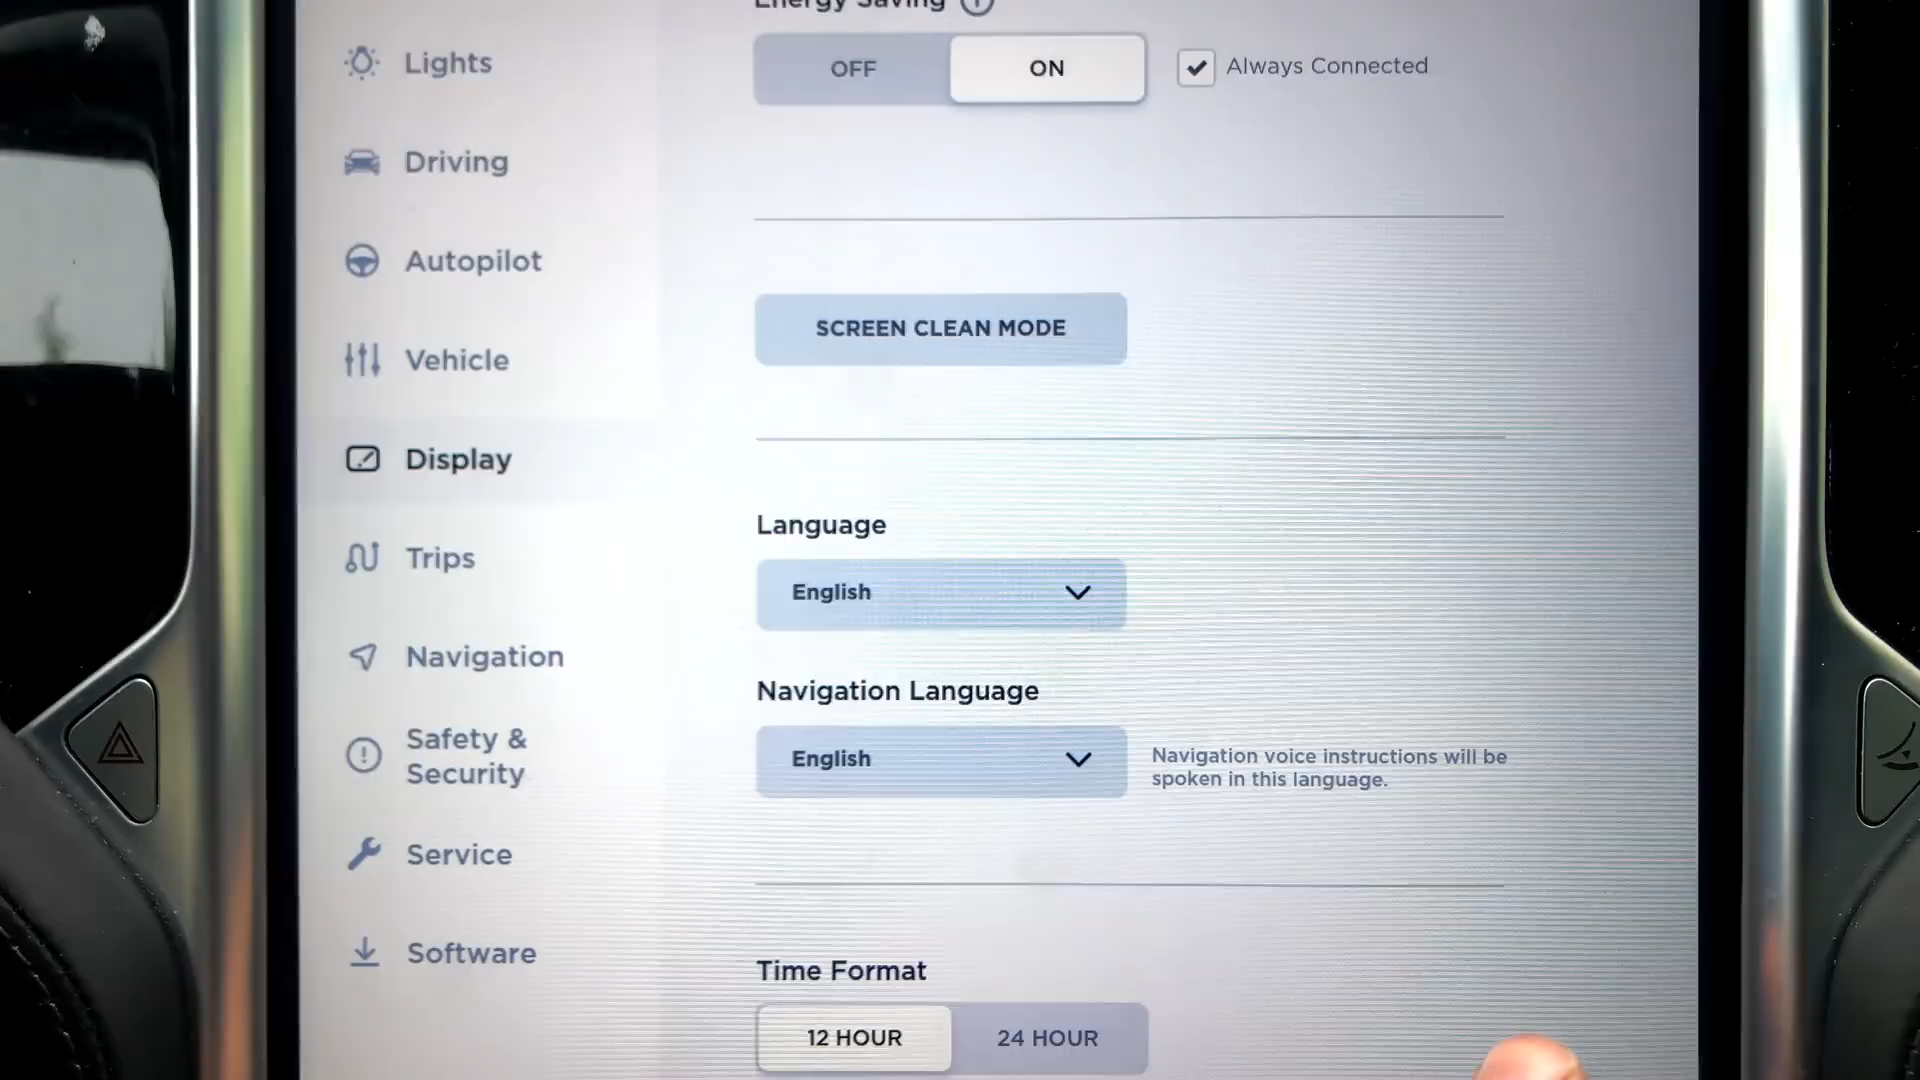 Energy Saving
Lights
OFF
ON
Always Connected
Driving
Autopilot
SCREEN CLEAN MODE
Vehicle
Display
Language
English
Trips
Navigation
Navigation Language
English
Navigation voice instructions will be
spoken in this language.
Safety &
Security
Service
Software
Time Format
12 HOUR
24 HOUR